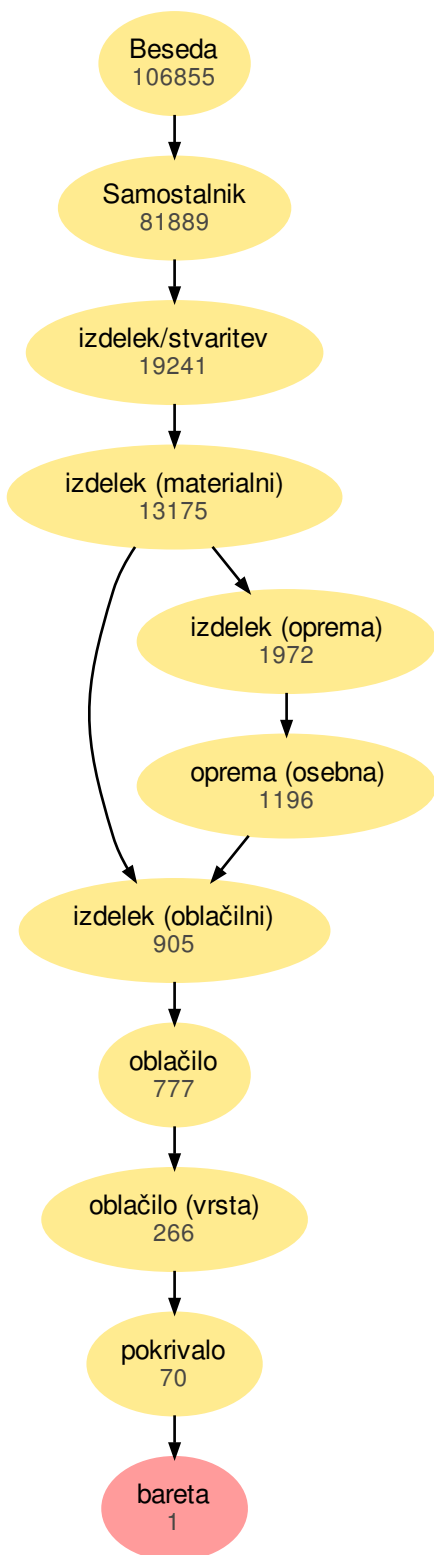 Beseda
106855
Samostalnik
81889
izdelek/stvaritev
19241
izdelek (materialni)
13175
izdelek (oprema)
1972
oprema (osebna)
1196
izdelek (oblačilni)
905
oblačilo
777
oblačilo (vrsta)
266
pokrivalo
70
bareta
1